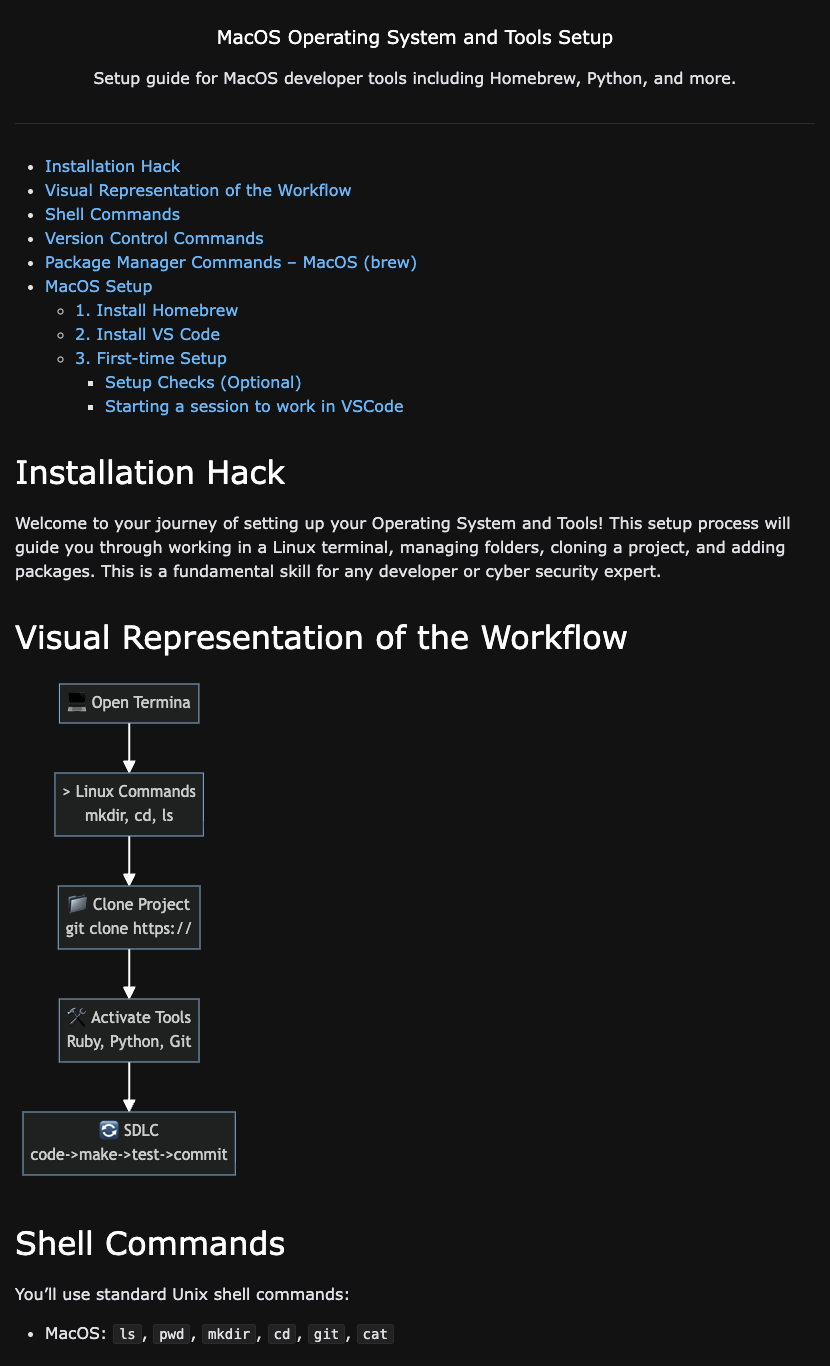 MacOS Operating System and Tools Setup
Setup guide for MacOS developer tools including Homebrew, Python, and more.
Installation Hack
Visual Representation of the Workflow
Shell Commands
Version Control Commands
Package Manager Commands – MacOS (brew)
MacOS Setup
1. Install Homebrew
2. Install VS Code
3. First-time Setup
Setup Checks (Optional)
Starting a session to work in VSCode
Installation Hack
Welcome to your journey of setting up your Operating System and Tools! This setup process will
guide you through working in a Linux terminal, managing folders, cloning a project, and adding
packages. This is a fundamental skill for any developer or cyber security expert.
Visual Representation of the Workflow
Open Termina
> Linux Commands
mkdir, cd, ls
Clone Project
git clone https://
Activate Tools
Ruby, Python, Git
SDLC
code->make->test->commit
Shell Commands
You’ll use standard Unix shell commands:
MacOS: ls, pwd, mkdir, cd, git, cat